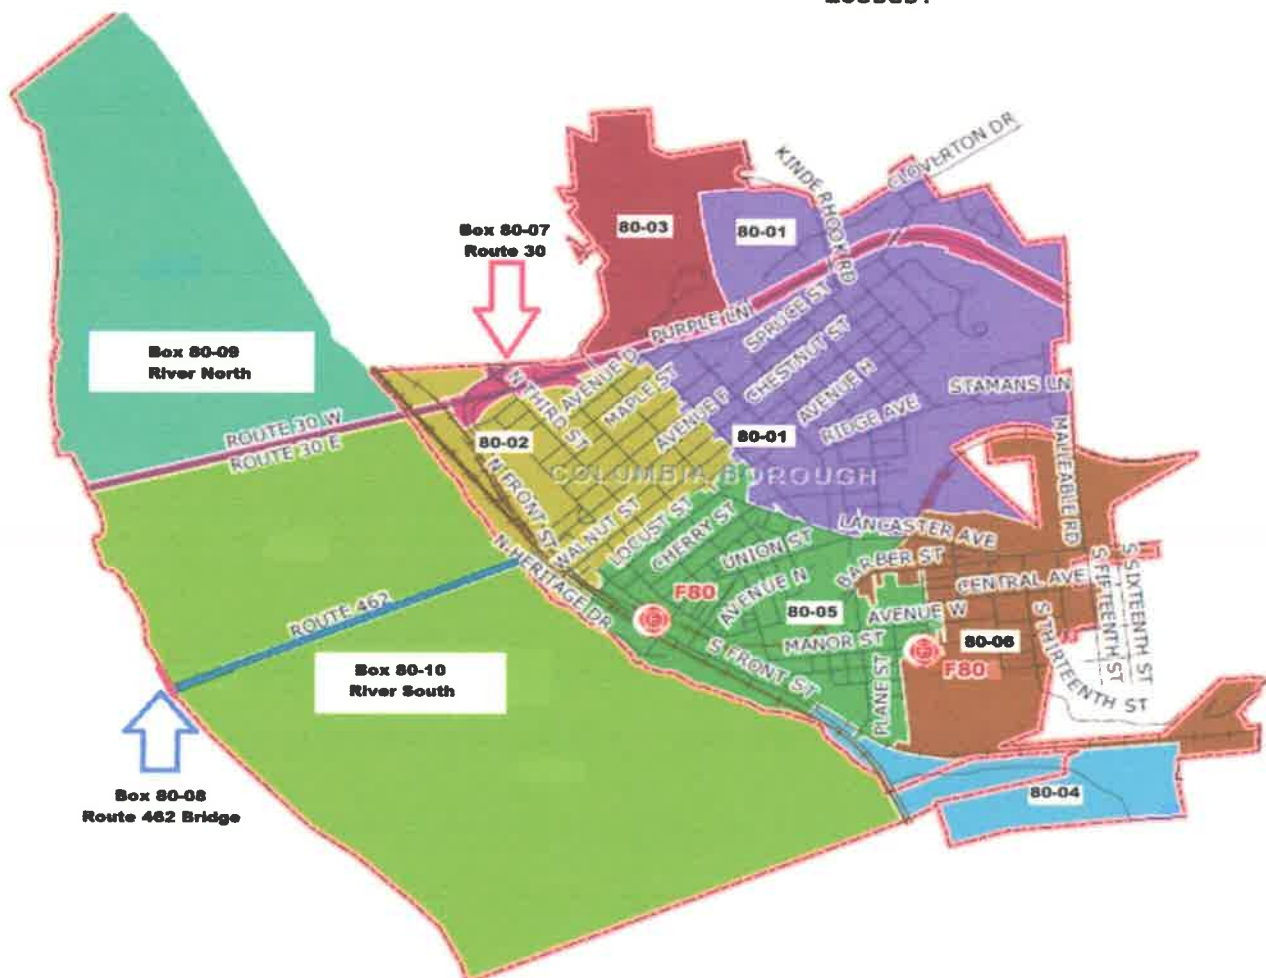 CLOVERTON DR
KINDERHOOK RD
80-03
80-01
Box 80-07
Route 30
PURPLE LN
SPRUCE ST
AVENUE D
N THIRD ST
MAPLE ST
CHESTNUT ST
AVENUE H
AVENUE F
RIDGE AVE
STAMANS LN
Box 80-09
River North
ROUTE 30 W
ROUTE 30 E
80-02
80-01
MALLEABLE RD
COLUMBIA BOROUGH
N FRONT ST
WALNUT ST
LOCUST ST
CHERRY ST
UNION ST
LANCASTER AVE
BARBER ST
N HERITAGE DR
AVENUE N
CENTRAL AVE
S FIFTEENTH ST
S SIXTEENTH ST
F80
80-05
AVENUE W
ROUTE 462
MANOR ST
80-06
S THIRTEENTH ST
S FRONT ST
F80
PLANE ST
Box 80-10
River South
80-04
Box 80-08
Route 462 Bridge